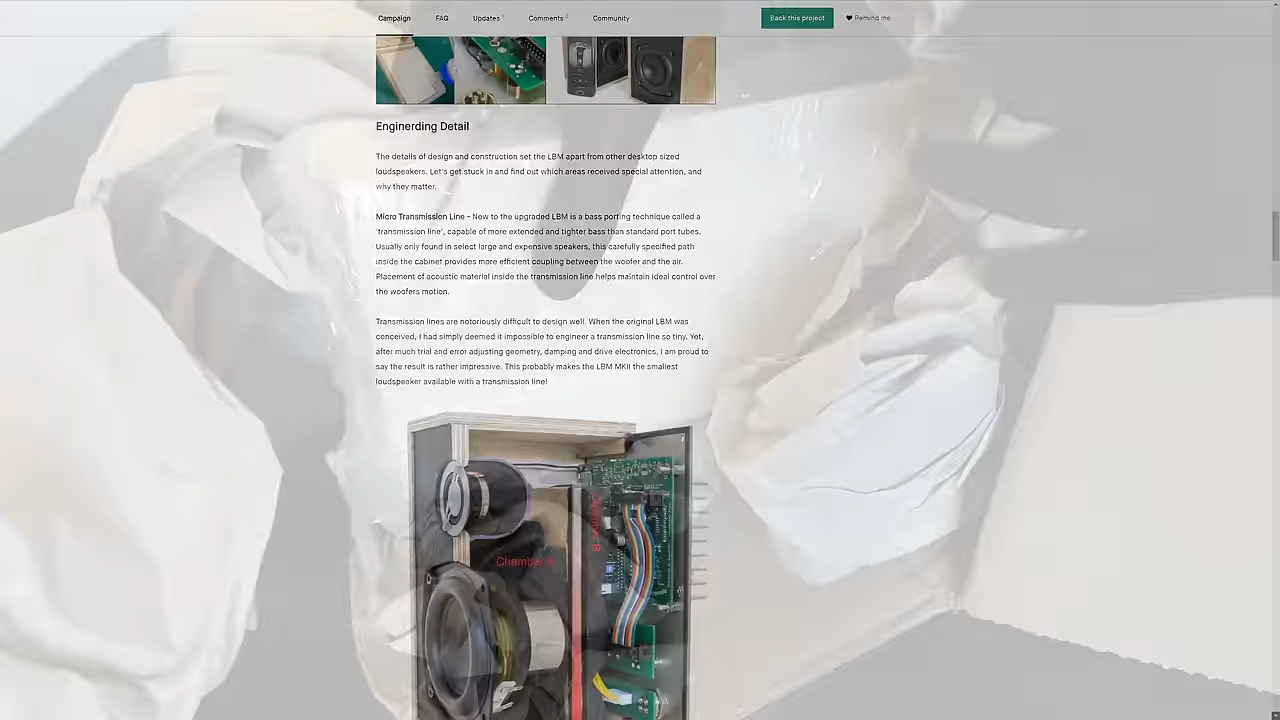 Campaign
FAQ
Updates
Comments 3
Community
Back this project
Remind me
Enginerding Detail
The details of design and construction set the LBM apart from other desktop sized
loudspeakers. Let's get stuck in and find out which areas received special attention, and
why they matter.
Micro Transmission Line - New to the upgraded LBM is a bass porting technique called a
'transmission line', capable of more extended and tighter bass than standard port tubes.
Usually only found in select large and expensive speakers, this carefully specified path
inside the cabinet provides more efficient coupling between the woofer and the air.
Placement of acoustic material inside the transmission line helps maintain ideal control over
the woofers motion.
Transmission lines are notoriously difficult to design well. When the original LBM was
conceived, I had simply deemed it impossible to engineer a transmission line so tiny. Yet,
after much trial and error adjusting geometry, damping and drive electronics, I am proud to
say the result is rather impressive. This probably makes the LBM MKII the smallest
loudspeaker available with a transmission line!
Chamber B
Chamber A